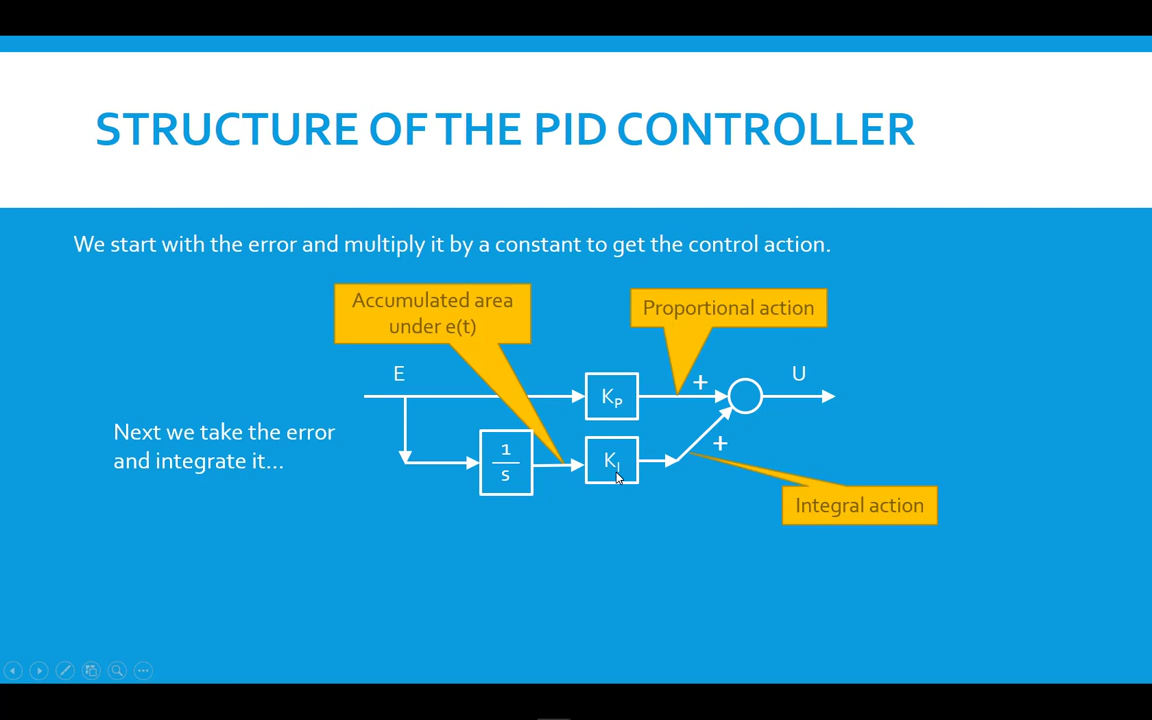 STRUCTURE OF THE PID CONTROLLER
We start with the error and multiply it by a constant to get the control action.
Accumulated area
under e(t)
Proportional action
E
KP
+
U
Next we take the error
and integrate it...
1
s
KI
+
Integral action